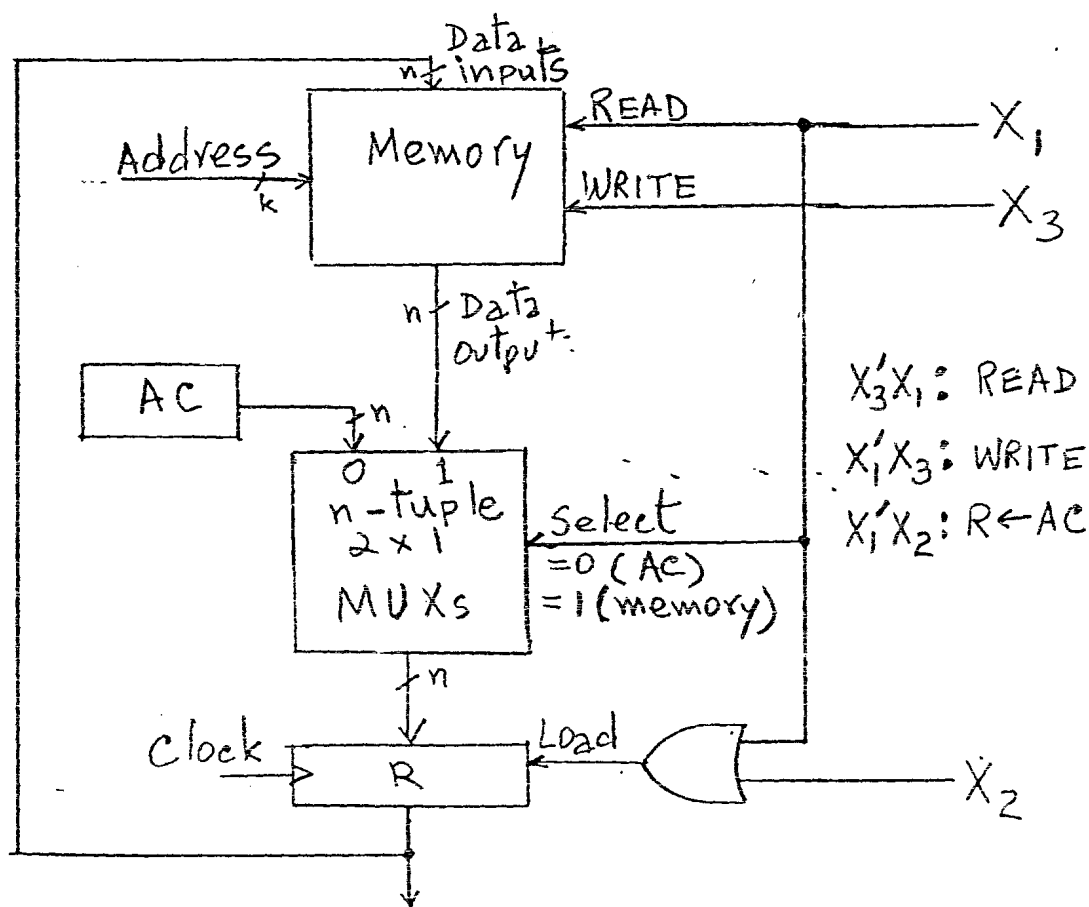 Data
n inputs
READ
X1
Memory
Address
k
WRITE
X3
n Data
output
AC
n
0 1
n-tuple
2 x 1
MUXs
Select
=0 (AC)
=1 (memory)
X3'X1: READ
X1'X3: WRITE
X1'X2: R←AC
n
Clock
R
Load
X2